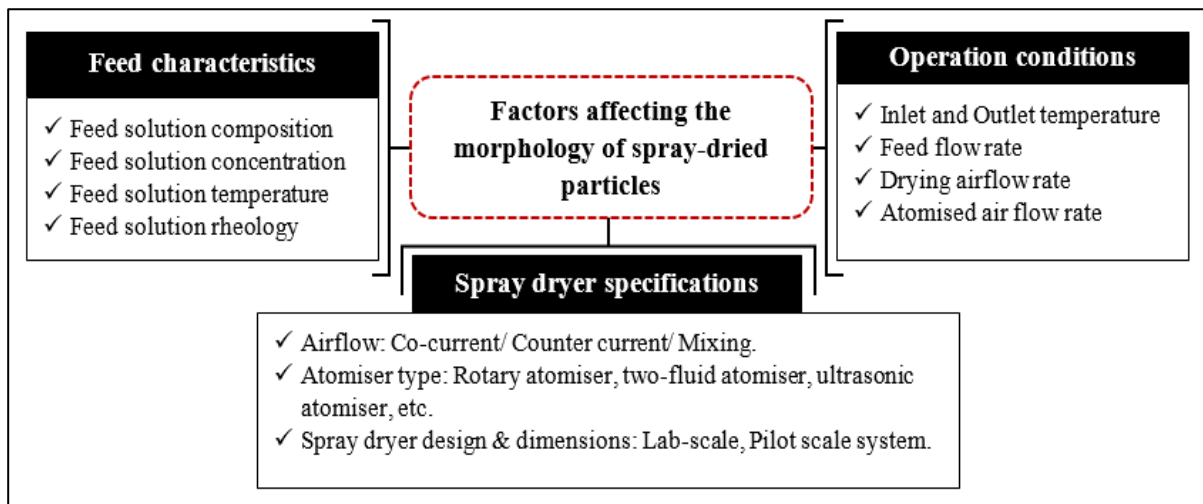 Feed characteristics
✓ Feed solution composition
✓ Feed solution concentration
✓ Feed solution temperature
✓ Feed solution rheology
Factors affecting the
morphology of spray-dried
particles
Operation conditions
✓ Inlet and Outlet temperature
✓ Feed flow rate
✓ Drying airflow rate
✓ Atomised air flow rate
Spray dryer specifications
✓ Airflow: Co-current/ Counter current/ Mixing.
✓ Atomiser type: Rotary atomiser, two-fluid atomiser, ultrasonic
atomiser, etc.
✓ Spray dryer design & dimensions: Lab-scale, Pilot scale system.